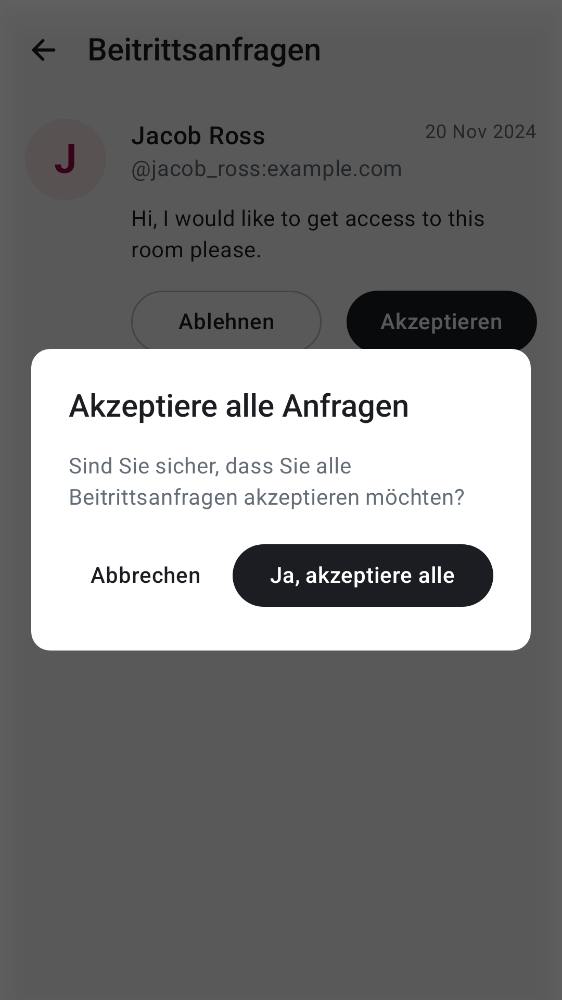 Beitrittsanfragen
J
Jacob Ross
20 Nov 2024
@jacob_ross:example.com
Hi, I would like to get access to this
room please.
Ablehnen
Akzeptieren
Akzeptiere alle Anfragen
Sind Sie sicher, dass Sie alle
Beitrittsanfragen akzeptieren möchten?
Abbrechen
Ja, akzeptiere alle